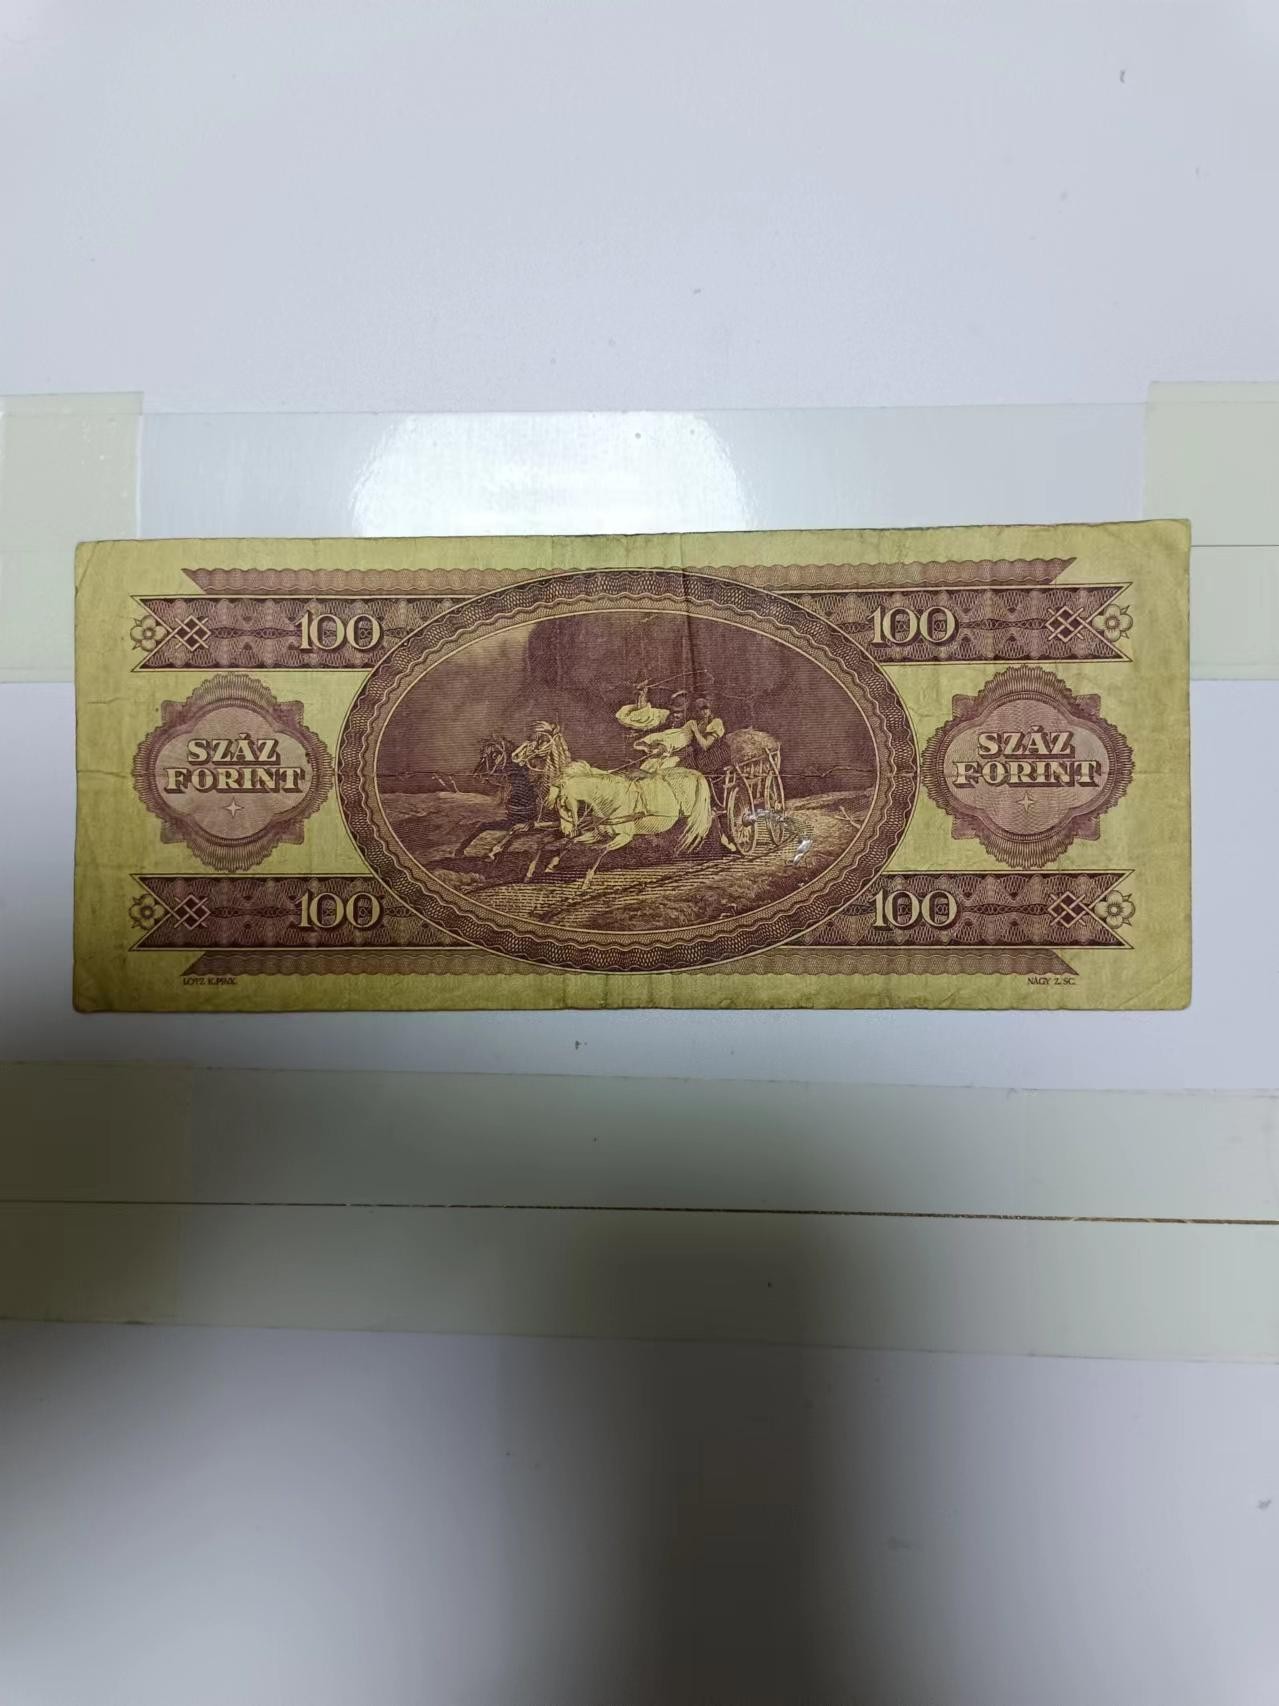 100
100
SZÁZ
FORINT
SZÁZ
FORINT
100
100
LOTZ K. PINX.
NAGY Z. SC.